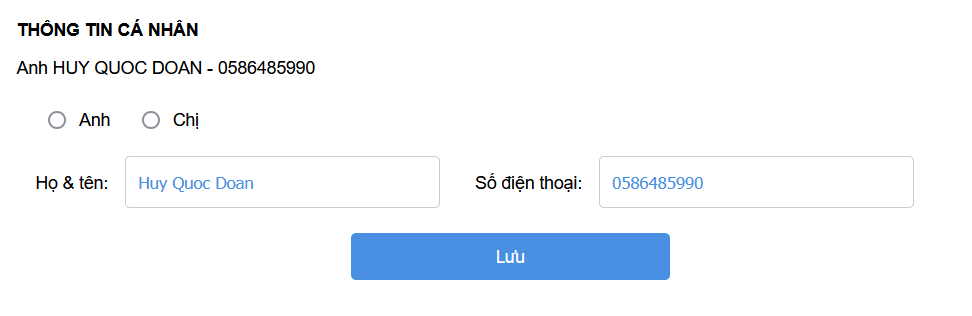 THÔNG TIN CÁ NHÂN
Anh HUY QUOC DOAN - 0586485990
Anh Chị
Họ & tên: Huy Quoc Doan Số điện thoại: 0586485990
Lưu